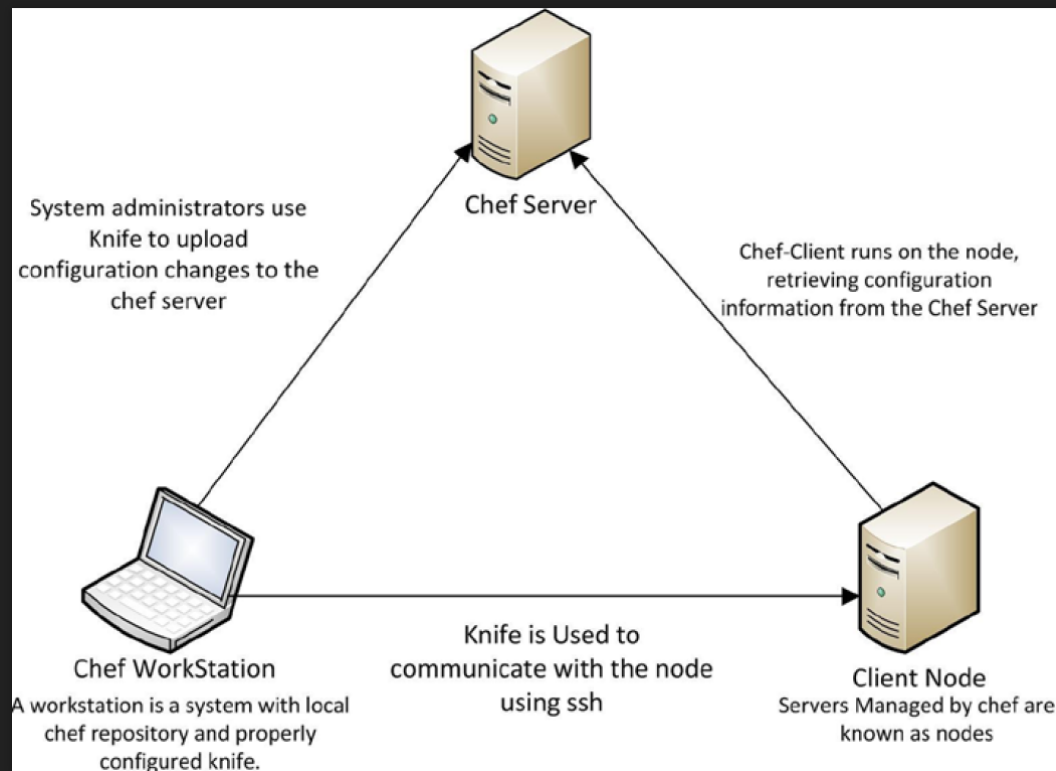 Chef Server
System administrators use
Knife to upload
configuration changes to the
chef server
Chef-Client runs on the node,
retrieving configuration
information from the Chef Server
Chef WorkStation
A workstation is a system with local
chef repository and properly
configured knife.
Knife is Used to
communicate with the node
using ssh
Client Node
Servers Managed by chef are
known as nodes